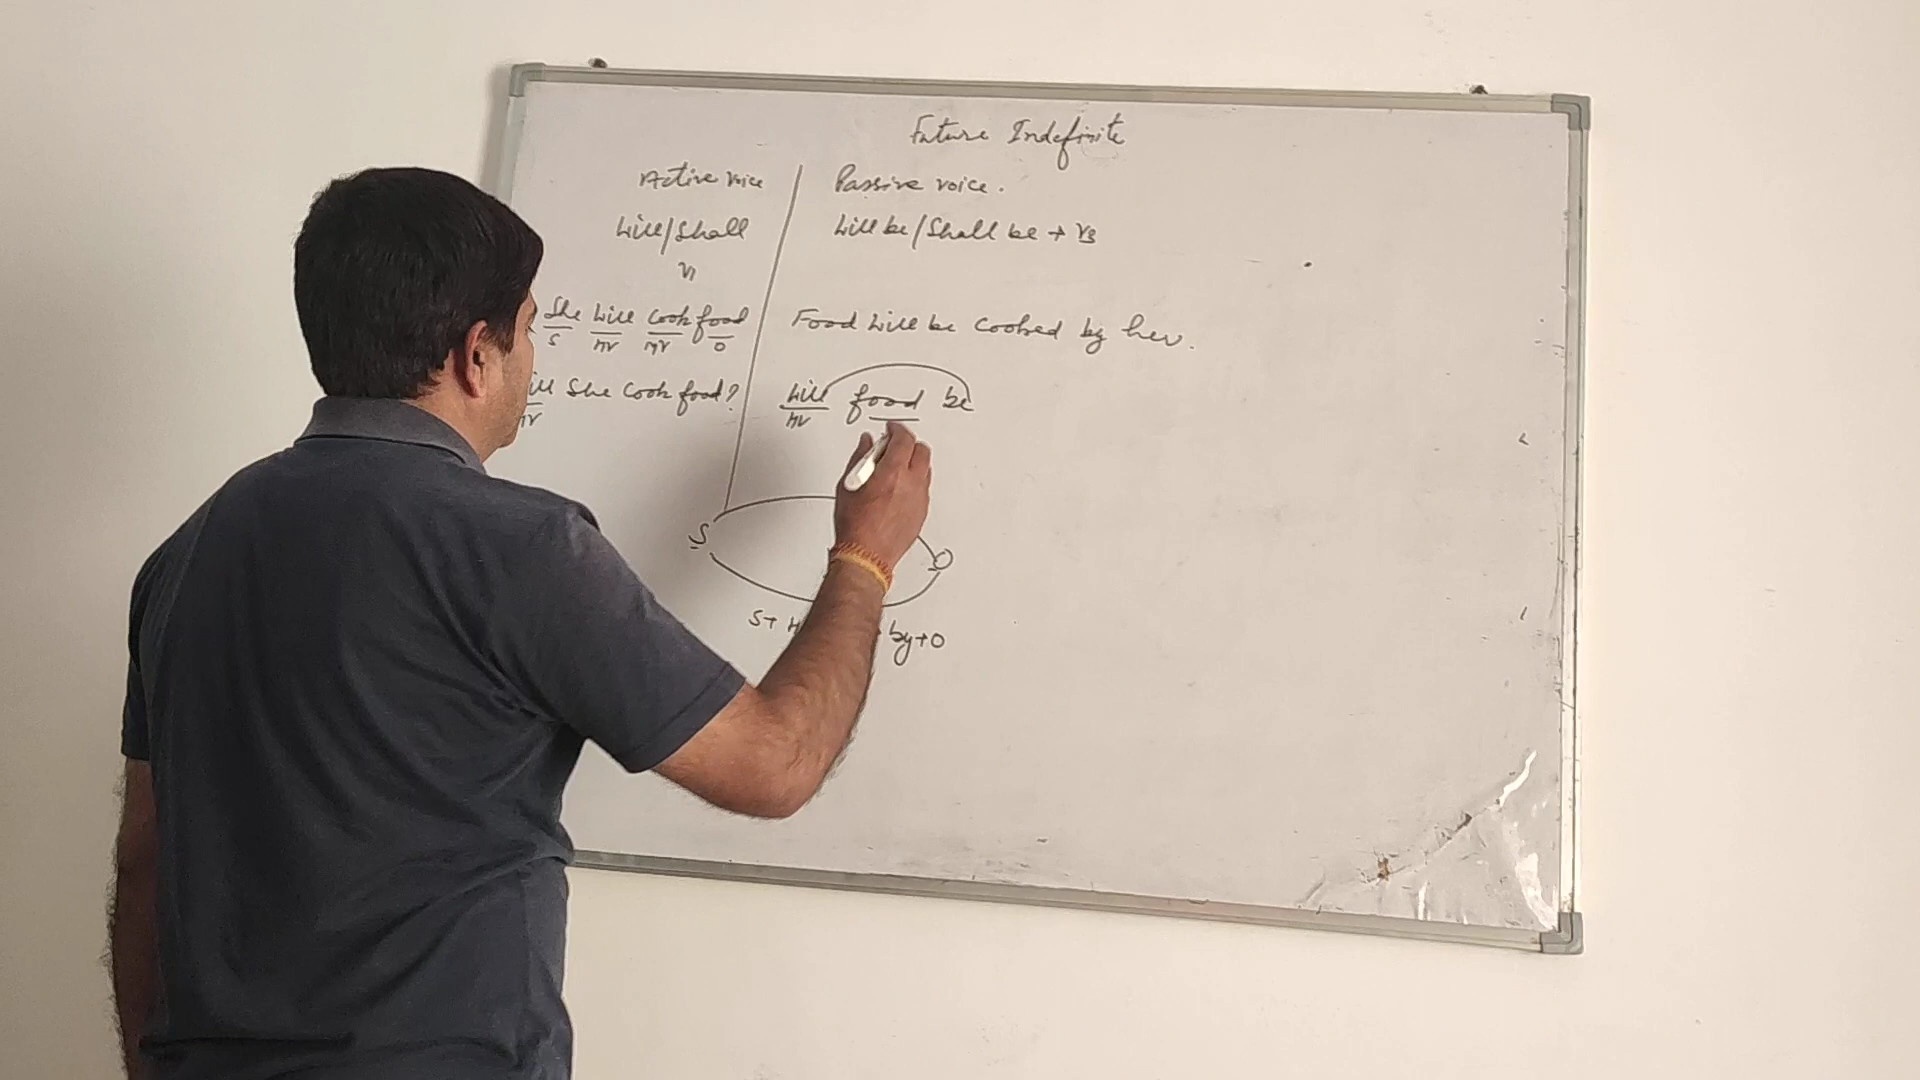 Future Indefinite
Active voice
Passive voice.
Will/Shall
Will be/Shall be + V3
V1
She Will Cook food
S HV MV O
Food Will be Cooked by her.
She Cook food?
HV
Will food be
HV
S
O
S+
by+O